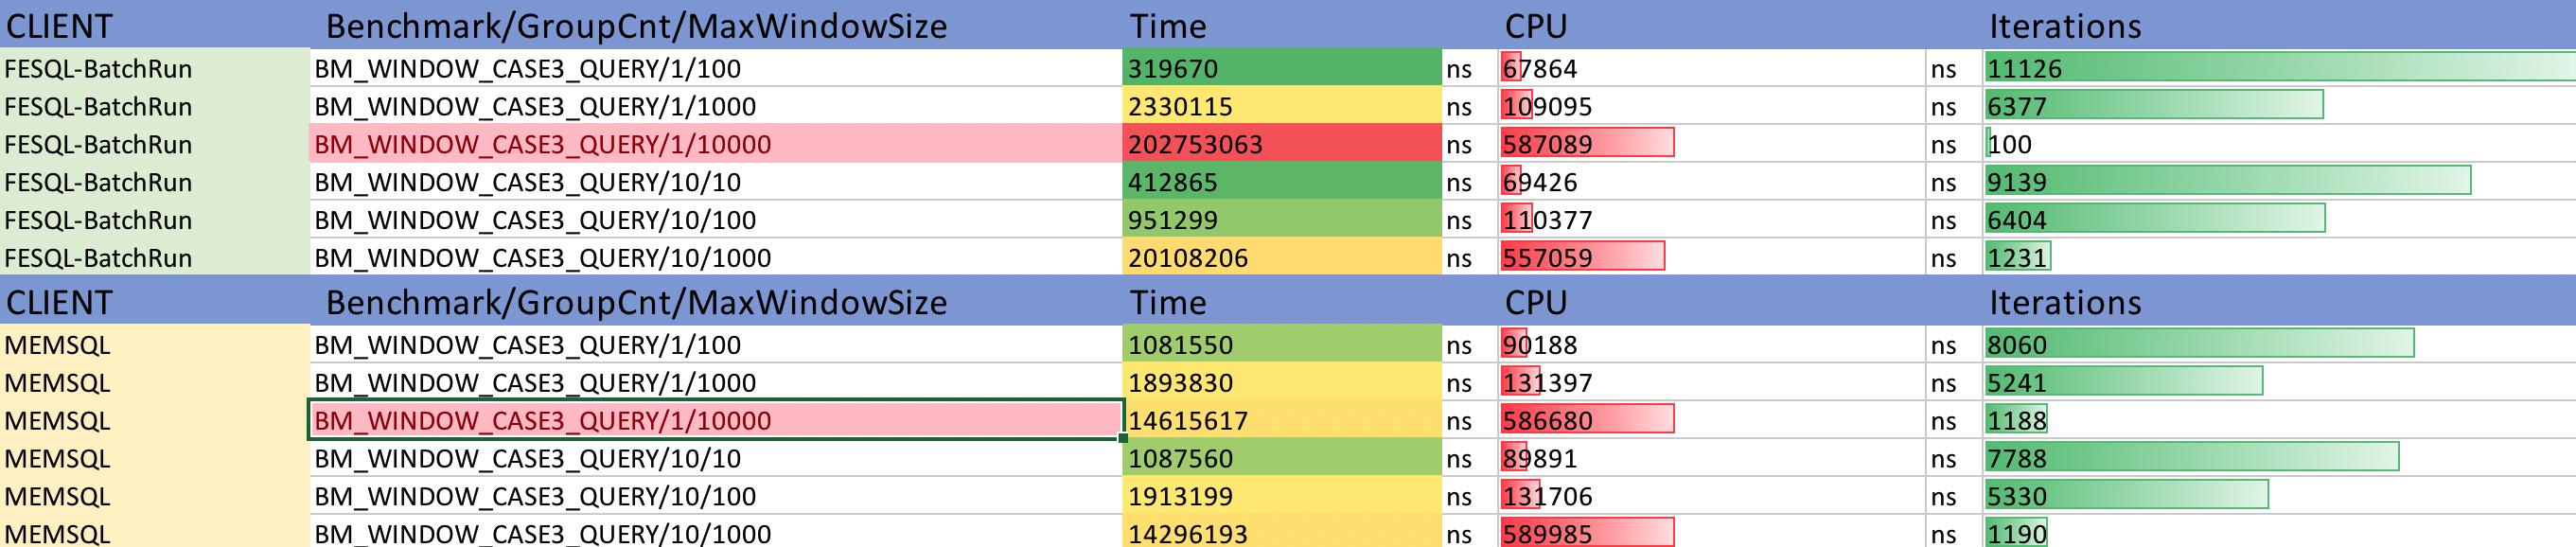 CLIENT Benchmark/GroupCnt/MaxWindowSize Time CPU Iterations
FESQL-BatchRun BM_WINDOW_CASE3_QUERY/1/100 319670 ns 67864 ns 11126
FESQL-BatchRun BM_WINDOW_CASE3_QUERY/1/1000 2330115 ns 109095 ns 6377
FESQL-BatchRun BM_WINDOW_CASE3_QUERY/1/10000 202753063 ns 587089 ns 100
FESQL-BatchRun BM_WINDOW_CASE3_QUERY/10/10 412865 ns 69426 ns 9139
FESQL-BatchRun BM_WINDOW_CASE3_QUERY/10/100 951299 ns 110377 ns 6404
FESQL-BatchRun BM_WINDOW_CASE3_QUERY/10/1000 20108206 ns 557059 ns 1231
CLIENT Benchmark/GroupCnt/MaxWindowSize Time CPU Iterations
MEMSQL BM_WINDOW_CASE3_QUERY/1/100 1081550 ns 90188 ns 8060
MEMSQL BM_WINDOW_CASE3_QUERY/1/1000 1893830 ns 131397 ns 5241
MEMSQL BM_WINDOW_CASE3_QUERY/1/10000 14615617 ns 586680 ns 1188
MEMSQL BM_WINDOW_CASE3_QUERY/10/10 1087560 ns 89891 ns 7788
MEMSQL BM_WINDOW_CASE3_QUERY/10/100 1913199 ns 131706 ns 5330
MEMSQL BM_WINDOW_CASE3_QUERY/10/1000 14296193 ns 589985 ns 1190